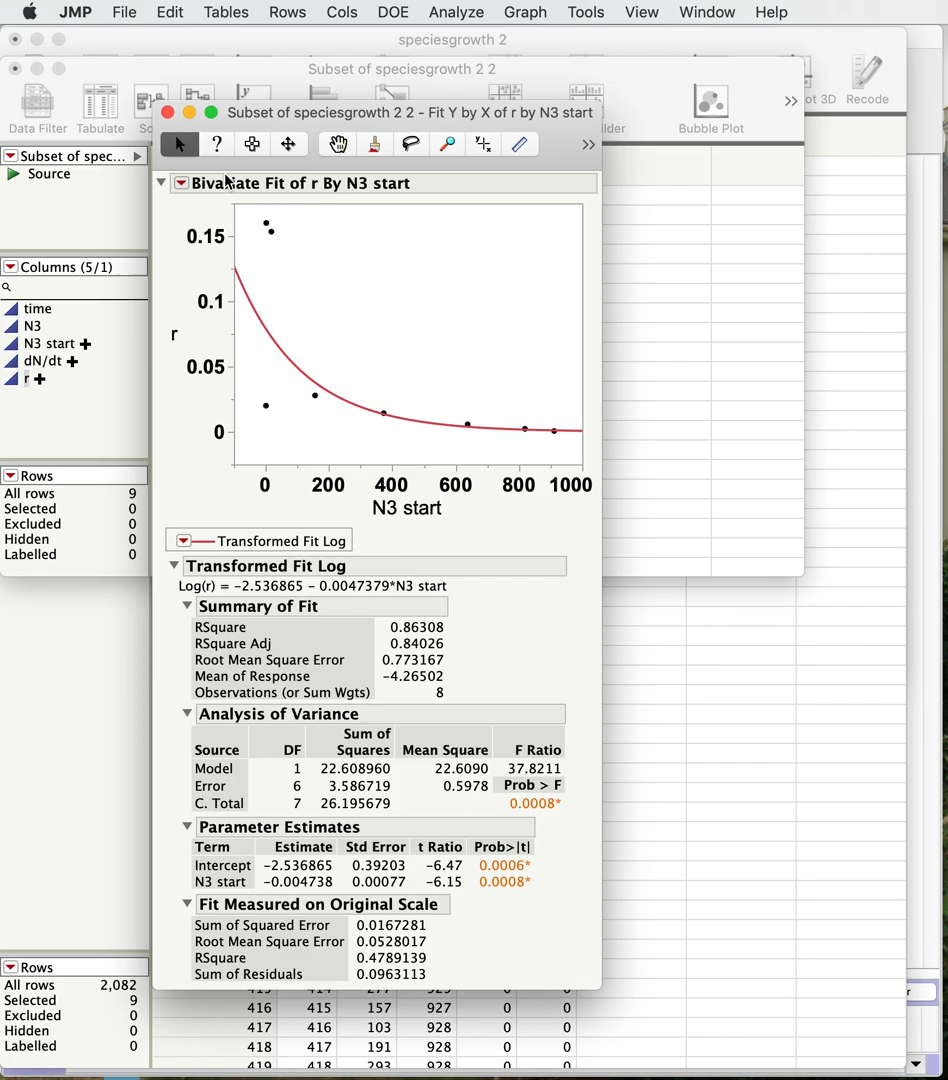 JMP File Edit Tables Rows Cols DOE Analyze Graph Tools View Window Help
speciesgrowth 2
Subset of speciesgrowth 2 2
Data Filter Tabulate Bubble Plot Recode
Subset of speciesgrowth 2 2 - Fit Y by X of r by N3 start
Subset of spec...
Source
Columns (5/1)
time
N3
N3 start
dN/dt
r
Rows
All rows 9
Selected 0
Excluded 0
Hidden 0
Labelled 0
Bivariate Fit of r By N3 start
0.15
0.1
r
0.05
0
0 200 400 600 800 1000
N3 start
Transformed Fit Log
Transformed Fit Log
Log(r) = -2.536865 - 0.0047379*N3 start
Summary of Fit
RSquare 0.86308
RSquare Adj 0.84026
Root Mean Square Error 0.773167
Mean of Response -4.26502
Observations (or Sum Wgts) 8
Analysis of Variance
Source DF Sum of Squares Mean Square F Ratio
Model 1 22.608960 22.6090 37.8211
Error 6 3.586719 0.5978 Prob > F
C. Total 7 26.195679 0.0008*
Parameter Estimates
Term Estimate Std Error t Ratio Prob>|t|
Intercept -2.536865 0.39203 -6.47 0.0006*
N3 start -0.004738 0.00077 -6.15 0.0008*
Fit Measured on Original Scale
Sum of Squared Error 0.0167281
Root Mean Square Error 0.0528017
RSquare 0.4789139
Sum of Residuals 0.0963113
Rows
All rows 2,082
Selected 9
Excluded 0
Hidden 0
Labelled 0
416 415 157 927 0 0
417 416 103 928 0 0
418 417 191 928 0 0
419 418 293 928 0 0